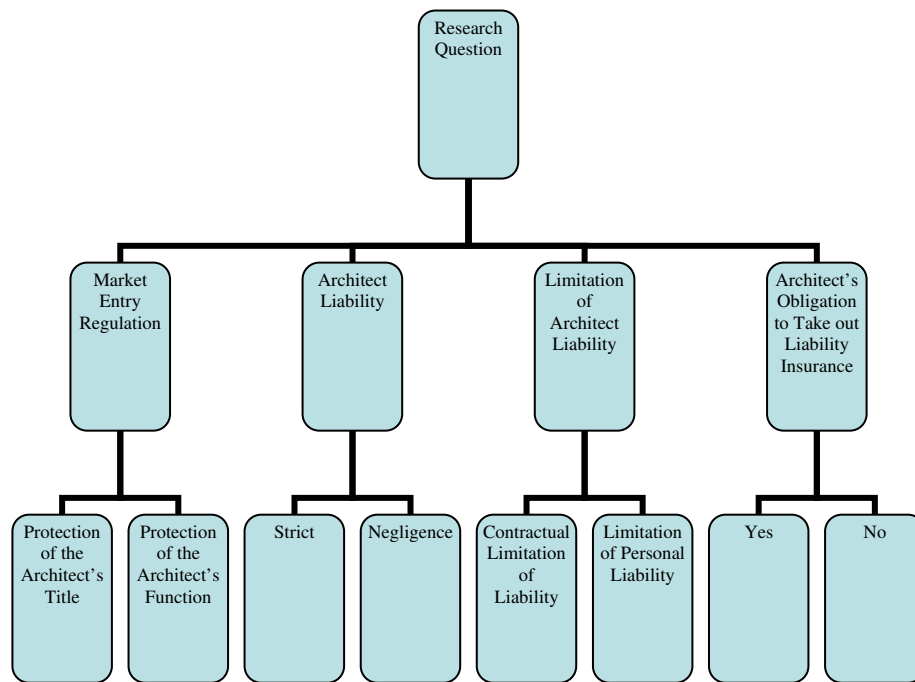 Research
Question
Market
Entry
Regulation
Architect
Liability
Limitation
of
Architect
Liability
Architect’s
Obligation
to Take out
Liability
Insurance
Protection
of the
Architect’s
Title
Protection
of the
Architect’s
Function
Strict
Negligence
Contractual
Limitation
of
Liability
Limitation
of Personal
Liability
Yes
No